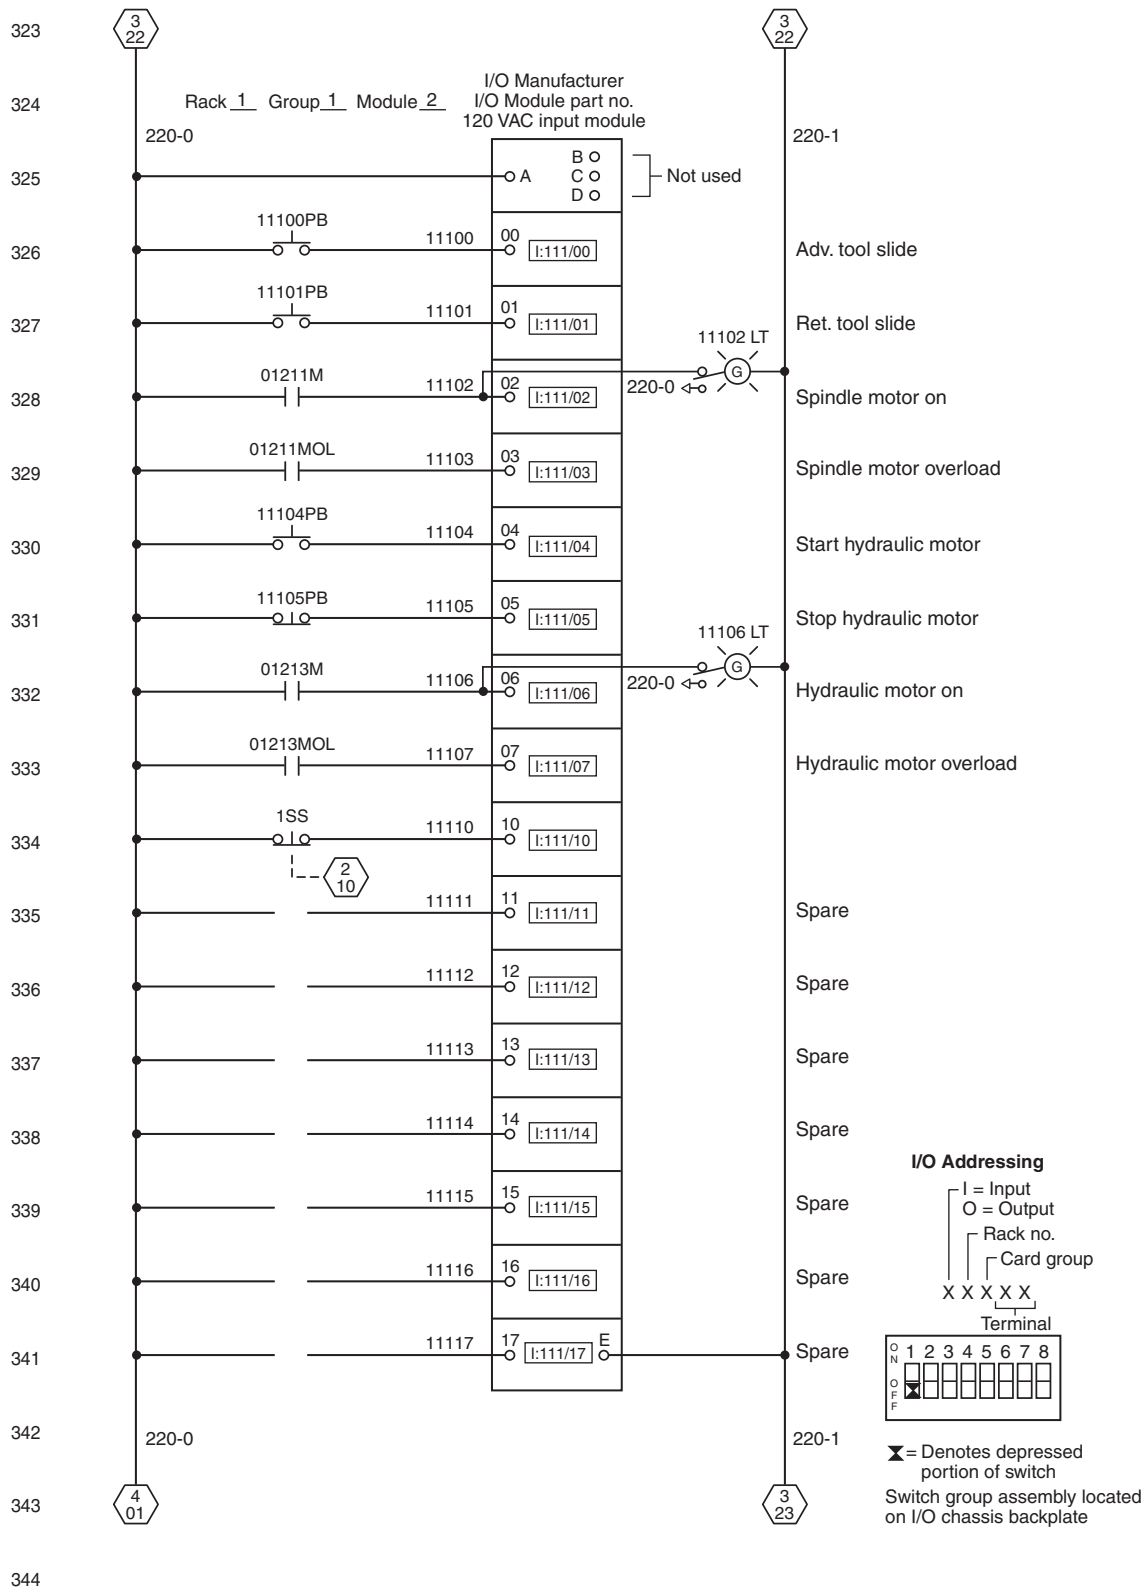 323
3
22
3
22
I/O Manufacturer
324
Rack 1 Group 1 Module 2
I/O Module part no.
120 VAC input module
220-0
220-1
325
A
B
C
D
Not used
326
11100PB
11100
00
I:111/00
Adv. tool slide
327
11101PB
11101
01
I:111/01
Ret. tool slide
11102 LT
G
220-0
328
01211M
11102
02
I:111/02
Spindle motor on
329
01211MOL
11103
03
I:111/03
Spindle motor overload
330
11104PB
11104
04
I:111/04
Start hydraulic motor
331
11105PB
11105
05
I:111/05
Stop hydraulic motor
11106 LT
G
220-0
332
01213M
11106
06
I:111/06
Hydraulic motor on
333
01213MOL
11107
07
I:111/07
Hydraulic motor overload
334
1SS
11110
10
I:111/10
2
10
335
11111
11
I:111/11
Spare
336
11112
12
I:111/12
Spare
337
11113
13
I:111/13
Spare
338
11114
14
I:111/14
Spare
339
11115
15
I:111/15
Spare
340
11116
16
I:111/16
Spare
341
11117
17
I:111/17
E
Spare
342
220-0
220-1
343
4
01
3
23
344
I/O Addressing
I = Input
O = Output
Rack no.
Card group
X X X X X
Terminal
ON
1 2 3 4 5 6 7 8
OFF
= Denotes depressed
portion of switch
Switch group assembly located
on I/O chassis backplate